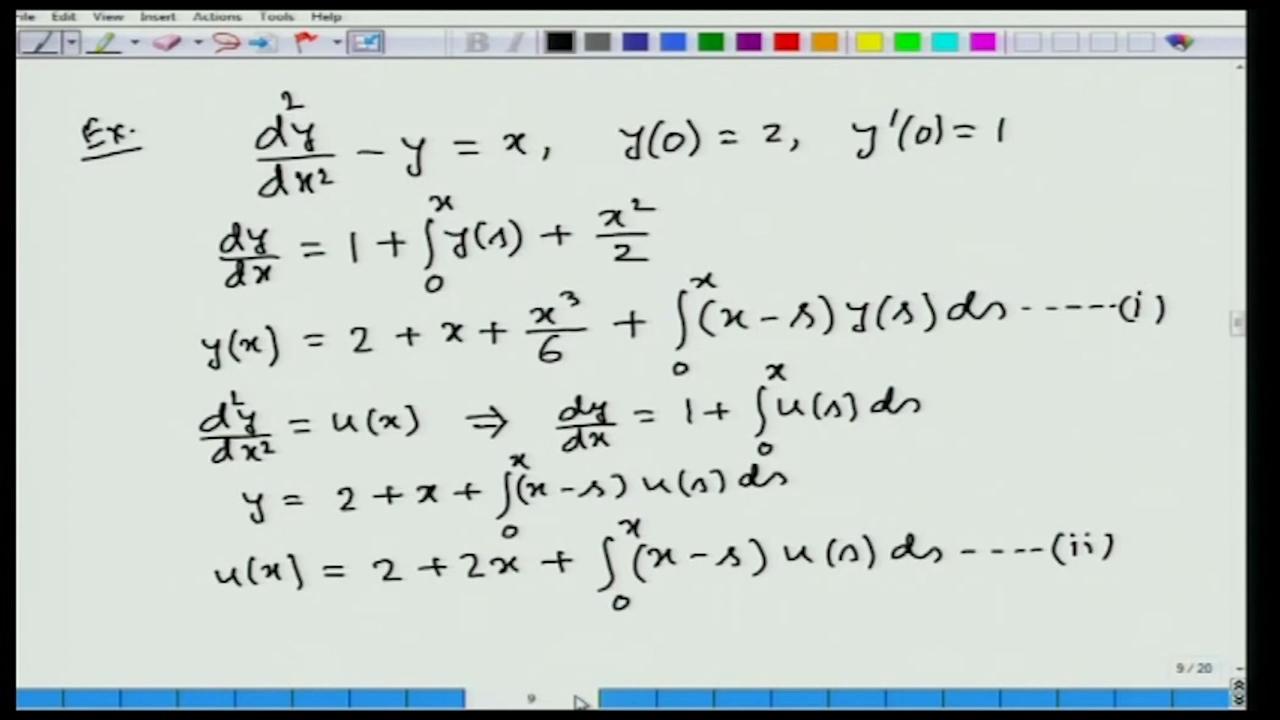 ile Edit View Insert Actions Tools Help
B I
Ex. d²y/dx² − y = x, y(0) = 2, y'(0) = 1
dy/dx = 1 + ∫₀ˣ y(s) + x²/2
y(x) = 2 + x + x³/6 + ∫₀ˣ (x − s) y(s) ds ------(i)
d²y/dx² = u(x) ⇒ dy/dx = 1 + ∫₀ˣ u(s) ds
y = 2 + x + ∫₀ˣ (x − s) u(s) ds
u(x) = 2 + 2x + ∫₀ˣ (x − s) u(s) ds ----(ii)
9 / 20
9